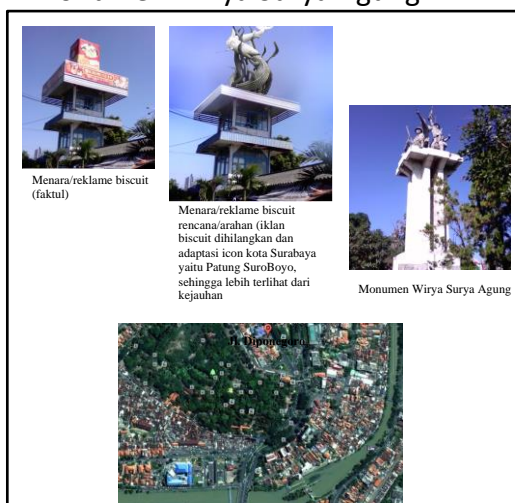 Menara/reklame biscuit
(faktul)
Menara/reklame biscuit
rencana/arahan (iklan
biscuit dihilangkan dan
adaptasi icon kota Surabaya
yaitu Patung SuroBoyo,
sehingga lebih terlihat dari
kejauhan
Monumen Wirya Surya Agung
Jl. Diponegoro